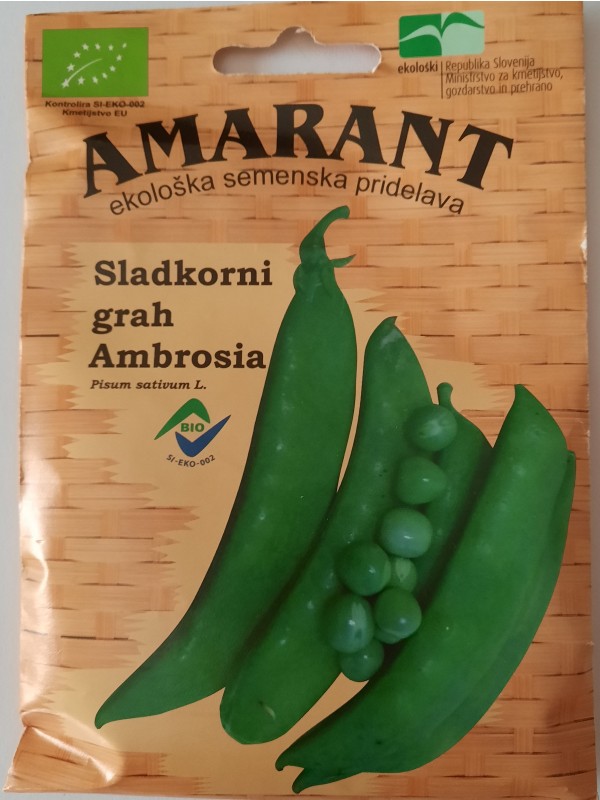 Kontrolira SI-EKO-002
Kmetijstvo EU
ekološki
Republika Slovenija
Ministrstvo za kmetijstvo,
gozdarstvo in prehrano
AMARANT
ekološka semenska pridelava
Sladkorni
grah
Ambrosia
Pisum sativum L.
BIO
SI-EKO-002